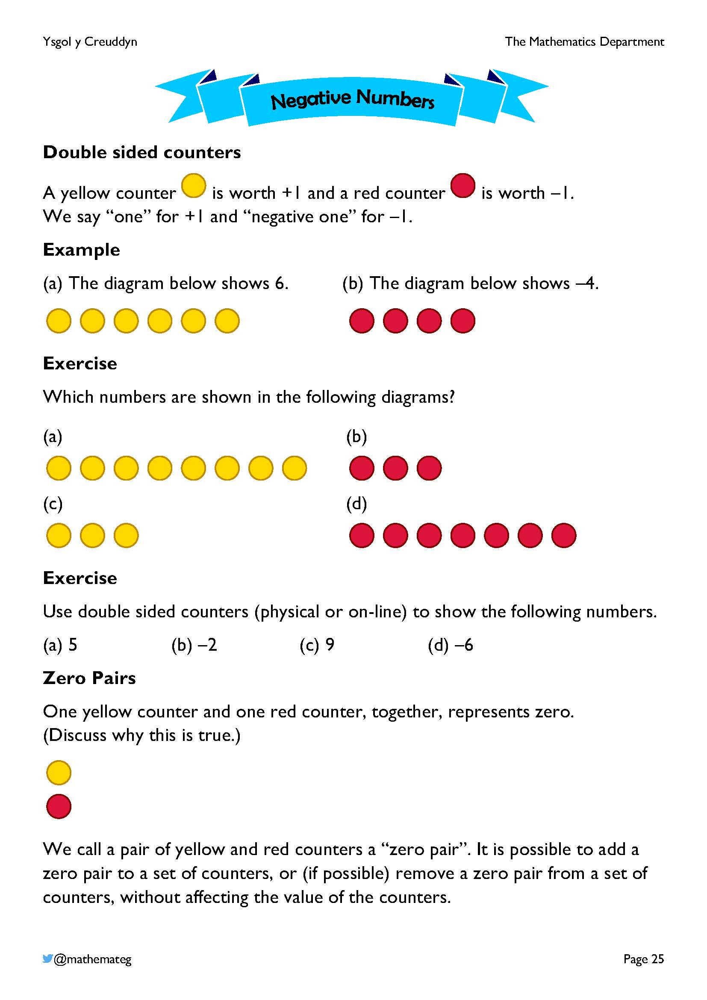 Ysgol y Creuddyn
The Mathematics Department
Negative Numbers
Double sided counters
A yellow counter is worth +1 and a red counter is worth –1.
We say “one” for +1 and “negative one” for –1.
Example
(a) The diagram below shows 6.
(b) The diagram below shows –4.
Exercise
Which numbers are shown in the following diagrams?
(a)
(b)
(c)
(d)
Exercise
Use double sided counters (physical or on-line) to show the following numbers.
(a) 5
(b) –2
(c) 9
(d) –6
Zero Pairs
One yellow counter and one red counter, together, represents zero.
(Discuss why this is true.)
We call a pair of yellow and red counters a “zero pair”. It is possible to add a
zero pair to a set of counters, or (if possible) remove a zero pair from a set of
counters, without affecting the value of the counters.
@mathemateg
Page 25